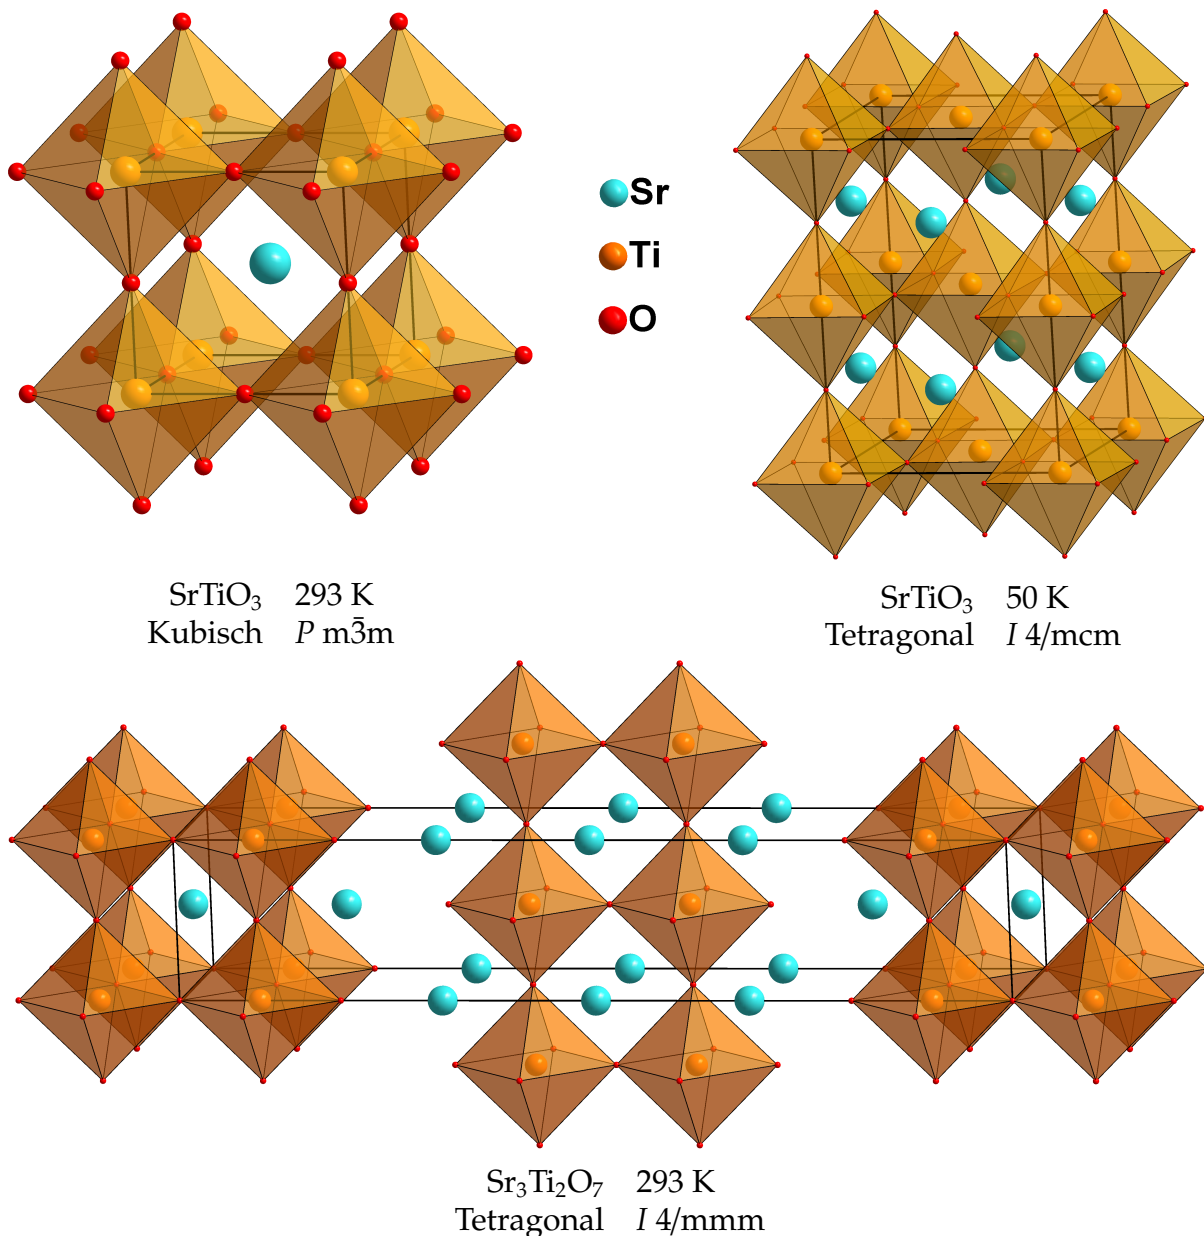 Sr
Ti
O
SrTiO₃ 293 K
Kubisch P m3̄m
SrTiO₃ 50 K
Tetragonal I 4/mcm
Sr₃Ti₂O₇ 293 K
Tetragonal I 4/mmm